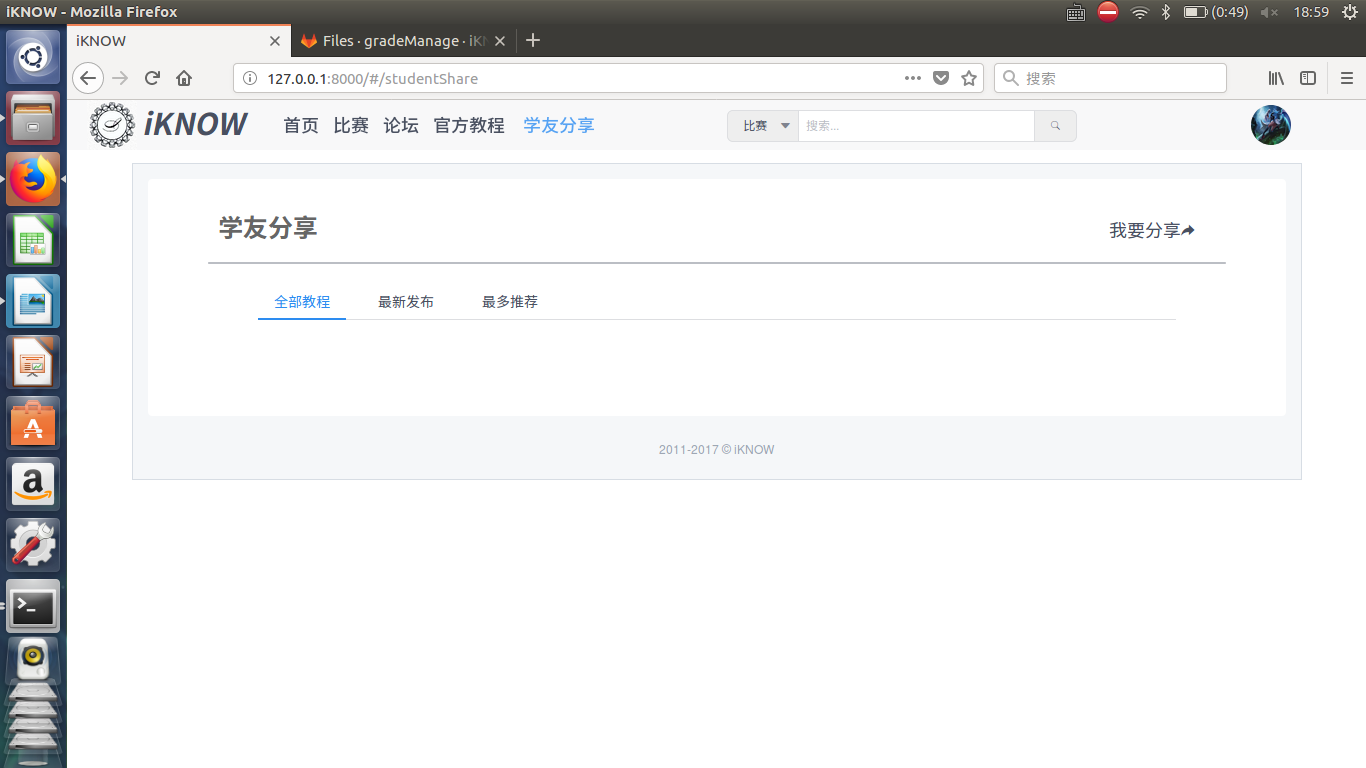 iKNOW - Mozilla Firefox
(0:49)
18:59
iKNOW
Files · gradeManage · iKN
127.0.0.1:8000/#/studentShare
搜索
iKNOW
首页 比赛 论坛 官方教程 学友分享
比赛
搜索...
学友分享
我要分享
全部教程 最新发布 最多推荐
2011-2017 © iKNOW